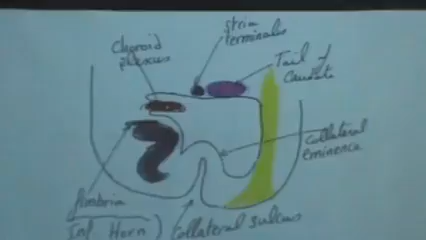 Choroid
plexus
stria
terminalis
Tail of
Caudate
Collateral
eminence
fimbria
Inf Horn)
Collateral sulcus